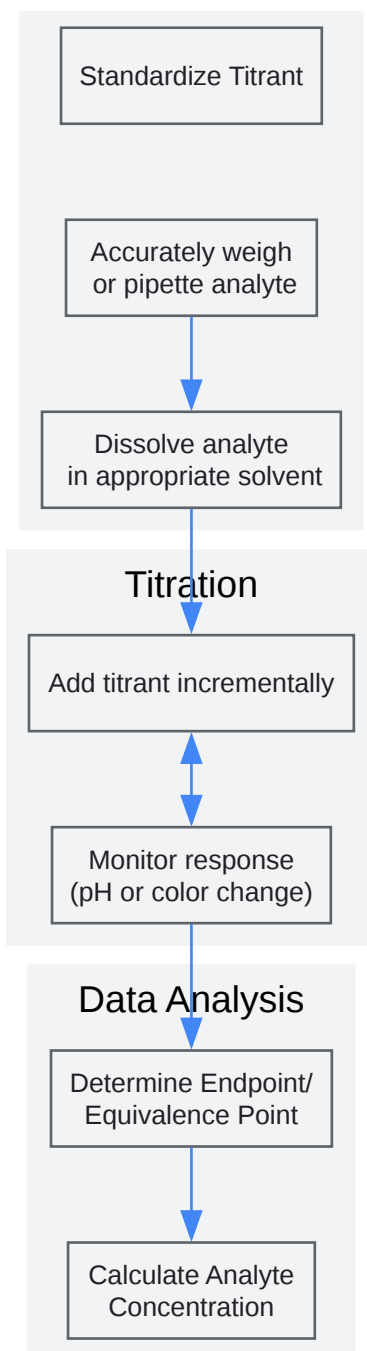 Standardize Titrant
Accurately weigh
or pipette analyte
Dissolve analyte
in appropriate solvent
Titration
Add titrant incrementally
Monitor response
(pH or color change)
Data Analysis
Determine Endpoint/
Equivalence Point
Calculate Analyte
Concentration